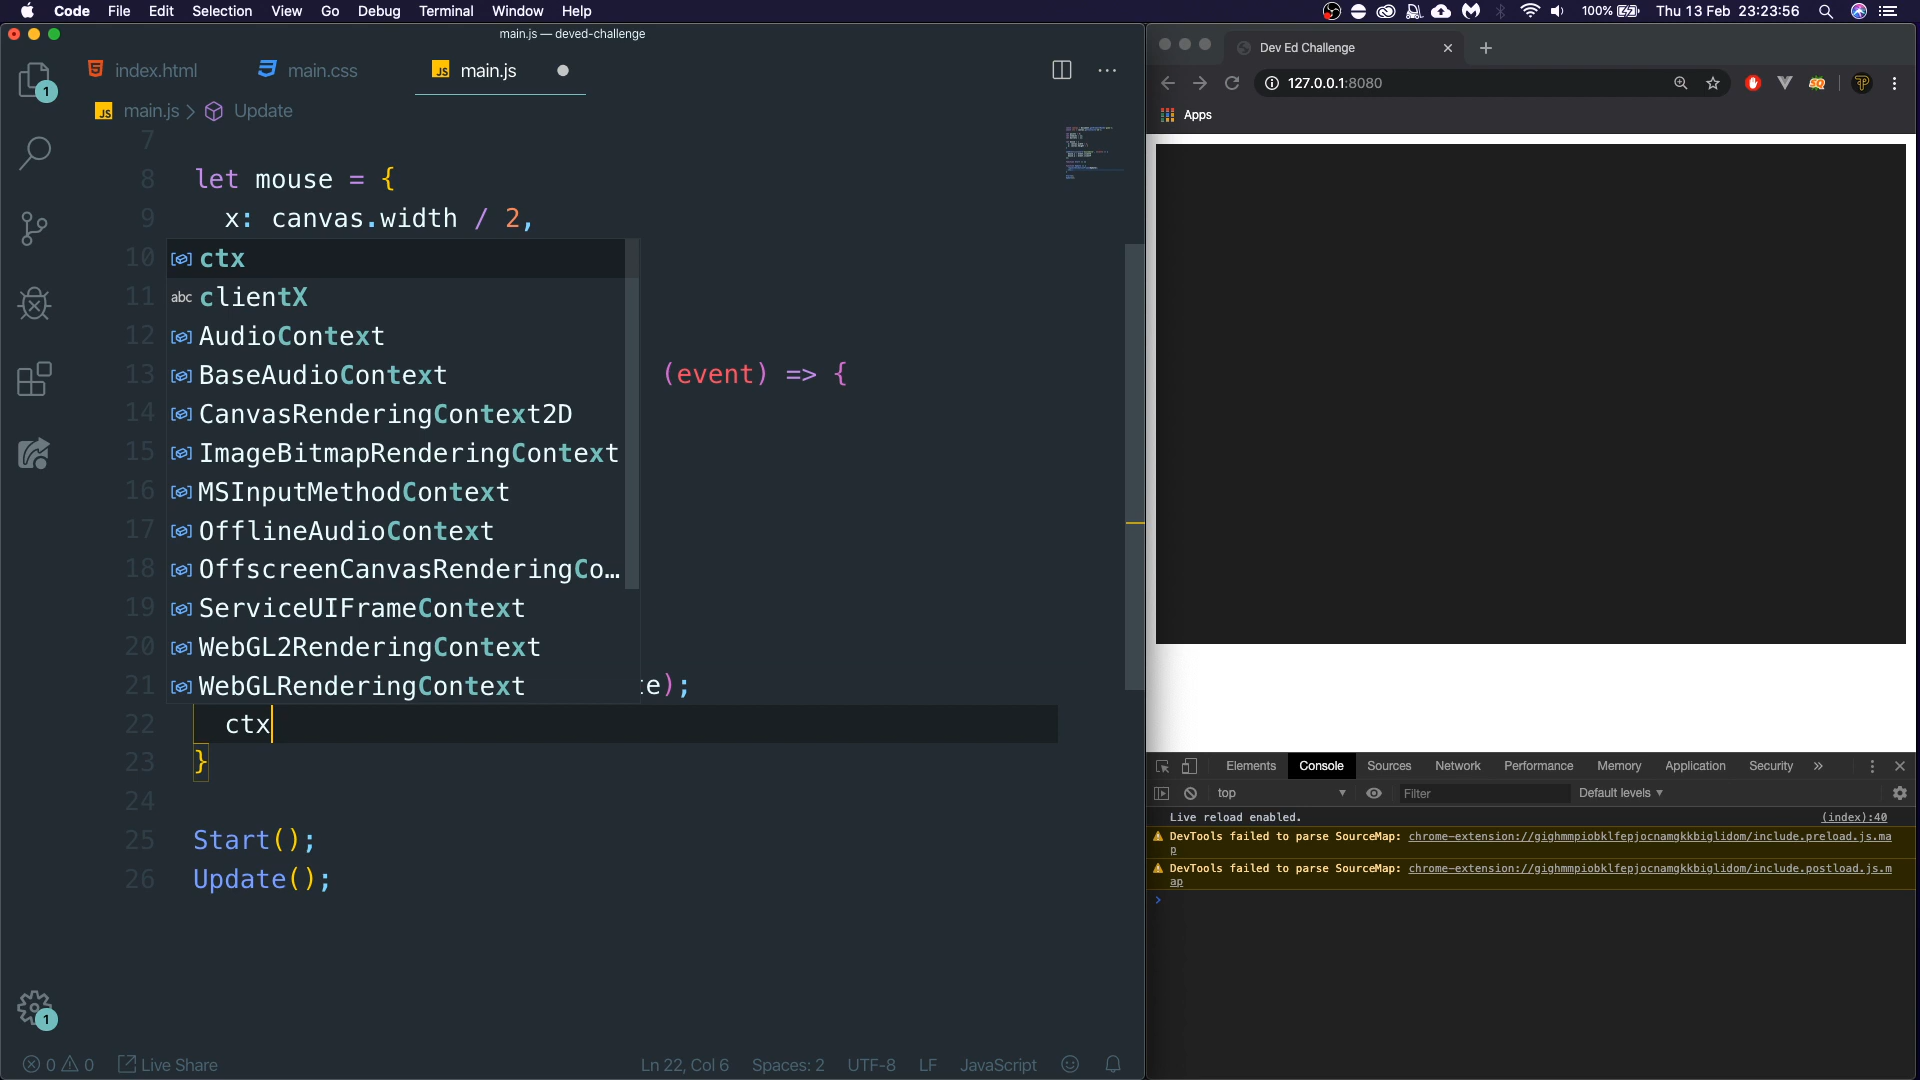 Code File Edit Selection View Go Debug Terminal Window Help
100% Thu 13 Feb 23:23:56
main.js — deved-challenge
index.html main.css JS main.js
JS main.js > Update
7
8 let mouse = {
9 x: canvas.width / 2,
10 ctx
11 abc clientX
12 AudioContext
13 BaseAudioContext (event) => {
14 CanvasRenderingContext2D
15 ImageBitmapRenderingContext
16 MSInputMethodContext
17 OfflineAudioContext
18 OffscreenCanvasRenderingCo…
19 ServiceUIFrameContext
20 WebGL2RenderingContext
21 WebGLRenderingContext te);
22 ctx
23 }
24
25 Start();
26 Update();
1
1
0 0 Live Share
Ln 22, Col 6 Spaces: 2 UTF-8 LF JavaScript
Dev Ed Challenge
127.0.0.1:8080
Apps
Elements Console Sources Network Performance Memory Application Security »
top Filter Default levels
Live reload enabled. (index):40
DevTools failed to parse SourceMap: chrome-extension://gighmmpiobklfepjocnamgkkbiglidom/include.preload.js.ma
p
DevTools failed to parse SourceMap: chrome-extension://gighmmpiobklfepjocnamgkkbiglidom/include.postload.js.m
ap
>